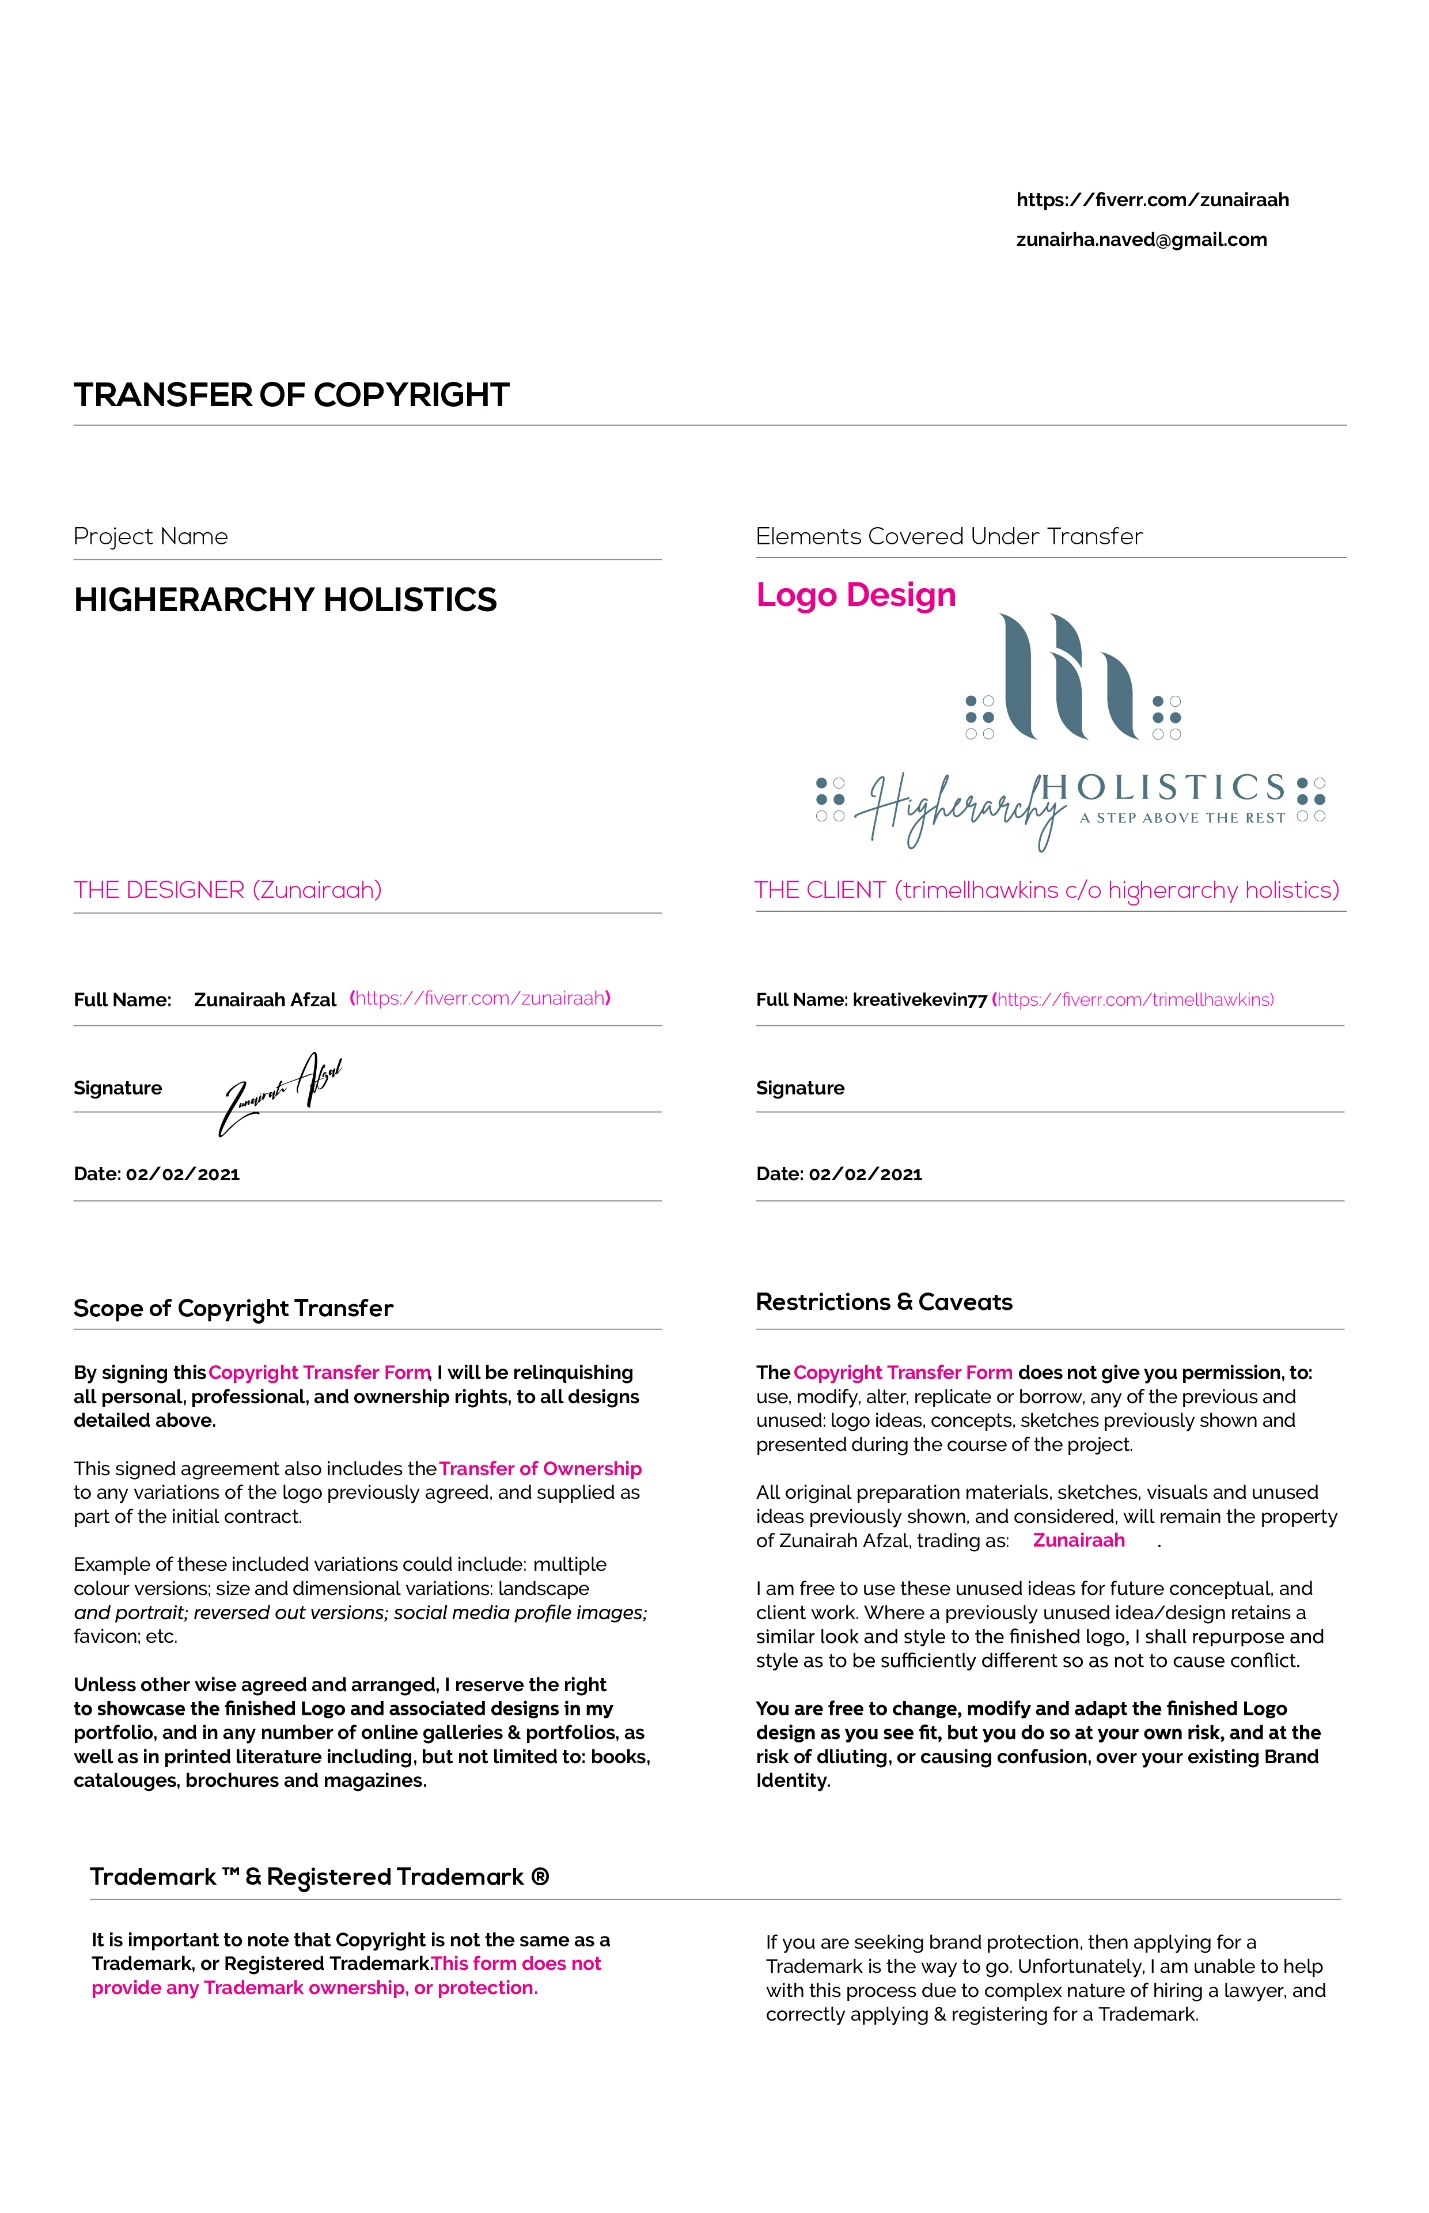 https://fiverr.com/zunairaah
zunairha.naved@gmail.com
TRANSFER OF COPYRIGHT
Project Name
HIGHERARCHY HOLISTICS
Elements Covered Under Transfer
Logo Design
Higherarchy HOLISTICS
A STEP ABOVE THE REST
THE DESIGNER (Zunairaah)
THE CLIENT (trimellhawkins c/o higherarchy holistics)
Full Name: Zunairaah Afzal (https://fiverr.com/zunairaah)
Full Name: kreativekevin77 (https://fiverr.com/trimellhawkins)
Signature Zunairah Afzal
Signature
Date: 02/02/2021
Date: 02/02/2021
Scope of Copyright Transfer
By signing this Copyright Transfer Form, I will be relinquishing
all personal, professional, and ownership rights, to all designs
detailed above.
This signed agreement also includes the Transfer of Ownership
to any variations of the logo previously agreed, and supplied as
part of the initial contract.
Example of these included variations could include: multiple
colour versions; size and dimensional variations: landscape
and portrait; reversed out versions; social media profile images;
favicon; etc.
Unless other wise agreed and arranged, I reserve the right
to showcase the finished Logo and associated designs in my
portfolio, and in any number of online galleries & portfolios, as
well as in printed literature including, but not limited to: books,
catalouges, brochures and magazines.
Restrictions & Caveats
The Copyright Transfer Form does not give you permission, to:
use, modify, alter, replicate or borrow, any of the previous and
unused: logo ideas, concepts, sketches previously shown and
presented during the course of the project.
All original preparation materials, sketches, visuals and unused
ideas previously shown, and considered, will remain the property
of Zunairah Afzal, trading as: Zunairaah .
I am free to use these unused ideas for future conceptual, and
client work. Where a previously unused idea/design retains a
similar look and style to the finished logo, I shall repurpose and
style as to be sufficiently different so as not to cause conflict.
You are free to change, modify and adapt the finished Logo
design as you see fit, but you do so at your own risk, and at the
risk of dliuting, or causing confusion, over your existing Brand
Identity.
Trademark ™ & Registered Trademark ®
It is important to note that Copyright is not the same as a
Trademark, or Registered Trademark.This form does not
provide any Trademark ownership, or protection.
If you are seeking brand protection, then applying for a
Trademark is the way to go. Unfortunately, I am unable to help
with this process due to complex nature of hiring a lawyer, and
correctly applying & registering for a Trademark.